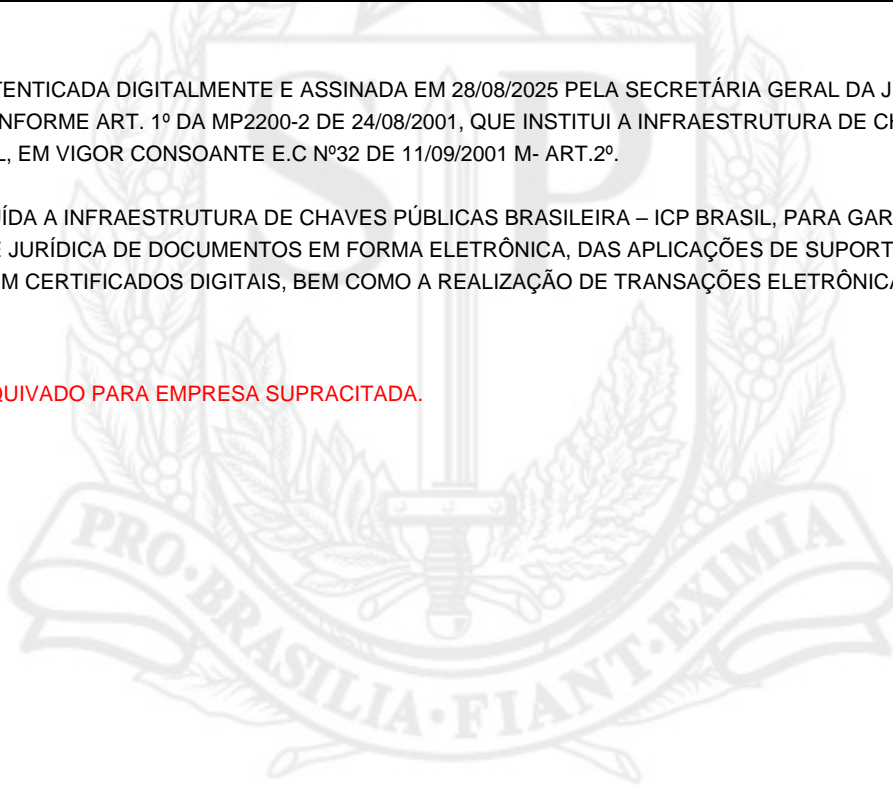 TENTICADA DIGITALMENTE E ASSINADA EM 28/08/2025 PELA SECRETÁRIA GERAL DA J
NFORME ART. 1º DA MP2200-2 DE 24/08/2001, QUE INSTITUI A INFRAESTRUTURA DE CH
L, EM VIGOR CONSOANTE E.C Nº32 DE 11/09/2001 M- ART.2º.
UÍDA A INFRAESTRUTURA DE CHAVES PÚBLICAS BRASILEIRA – ICP BRASIL, PARA GAR
E JURÍDICA DE DOCUMENTOS EM FORMA ELETRÔNICA, DAS APLICAÇÕES DE SUPORT
M CERTIFICADOS DIGITAIS, BEM COMO A REALIZAÇÃO DE TRANSAÇÕES ELETRÔNICA
QUIVADO PARA EMPRESA SUPRACITADA.
SP
PRO·BRASILIA·FIANT·EXIMIA